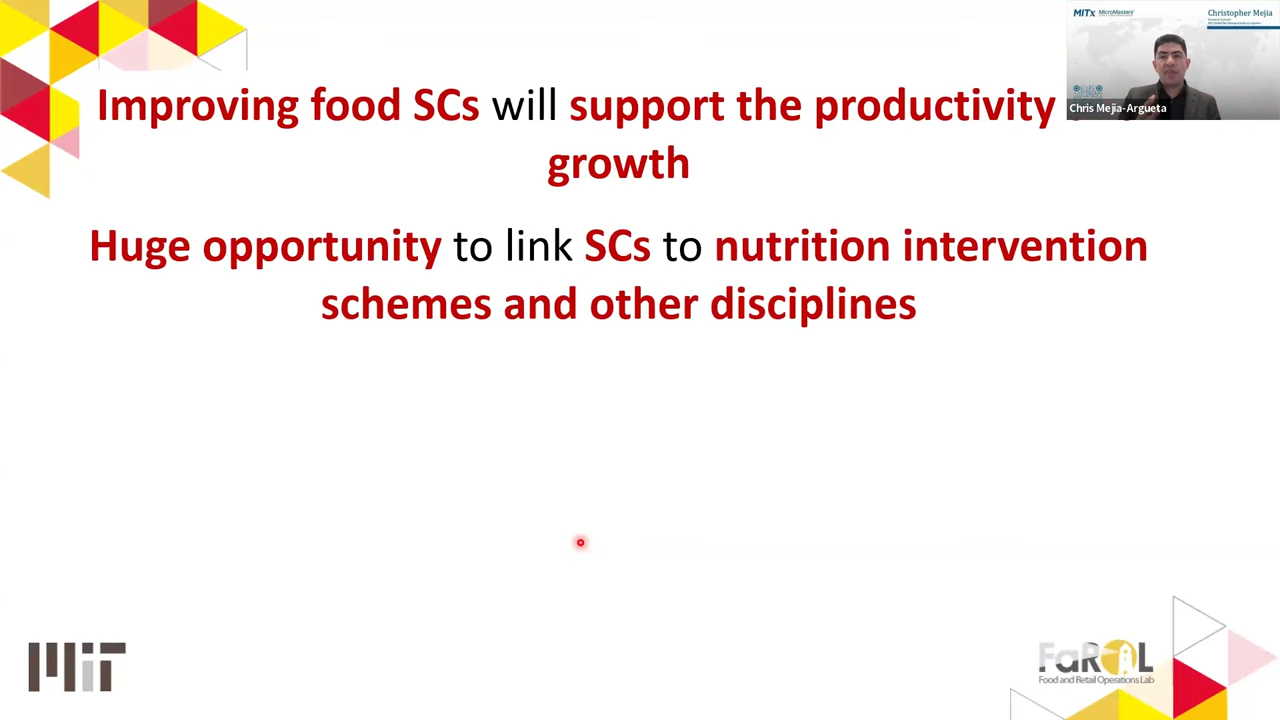 MITx MicroMasters®
Christopher Mejia
Chris Mejia-Argueta
Improving food SCs will support the productivity
growth
Huge opportunity to link SCs to nutrition intervention
schemes and other disciplines
MIT
FaROL
Food and Retail Operations Lab